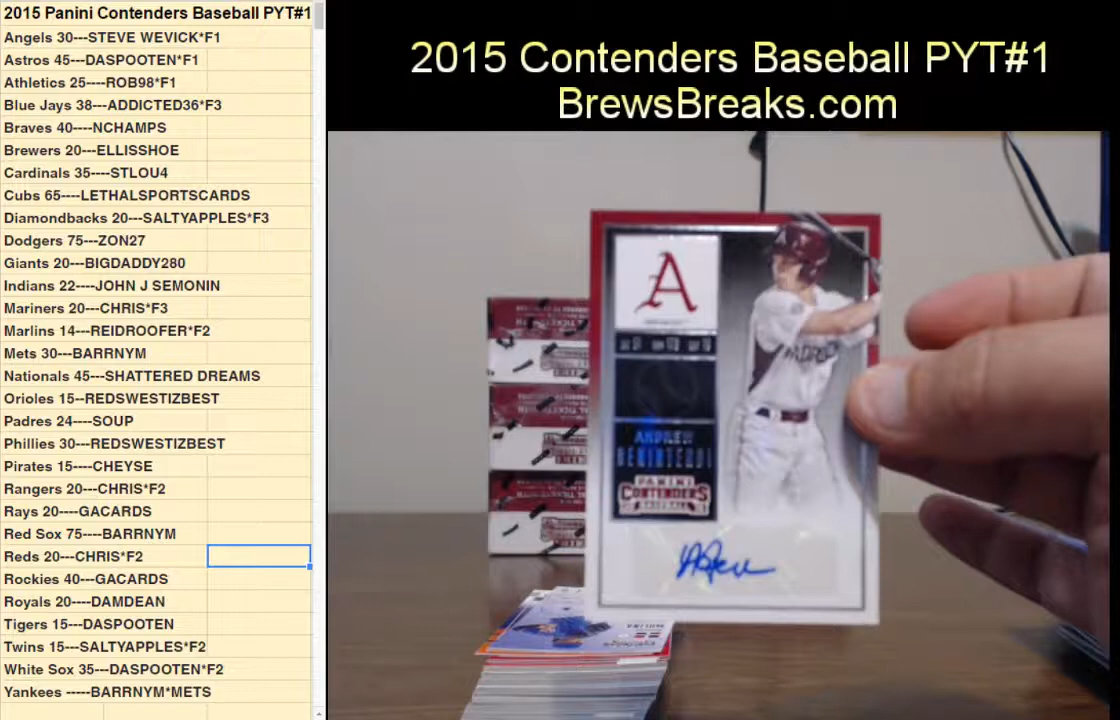 2015 Panini Contenders Baseball PYT#1
Angels 30---STEVE WEVICK*F1
Astros 45---DASPOOTEN*F1
Athletics 25----ROB98*F1
Blue Jays 38---ADDICTED36*F3
Braves 40----NCHAMPS
Brewers 20---ELLISSHOE
Cardinals 35----STLOU4
Cubs 65----LETHALSPORTSCARDS
Diamondbacks 20---SALTYAPPLES*F3
Dodgers 75---ZON27
Giants 20---BIGDADDY280
Indians 22----JOHN J SEMONIN
Mariners 20---CHRIS*F3
Marlins 14---REIDROOFER*F2
Mets 30---BARRNYM
Nationals 45---SHATTERED DREAMS
Orioles 15--REDSWESTIZBEST
Padres 24----SOUP
Phillies 30---REDSWESTIZBEST
Pirates 15----CHEYSE
Rangers 20---CHRIS*F2
Rays 20----GACARDS
Red Sox 75----BARRNYM
Reds 20---CHRIS*F2
Rockies 40---GACARDS
Royals 20----DAMDEAN
Tigers 15----DASPOOTEN
Twins 15----SALTYAPPLES*F2
White Sox 35----DASPOOTEN*F2
Yankees -----BARRNYM*METS
2015 Contenders Baseball PYT#1
BrewsBreaks.com
A
ANDREW
BENINTENDI
PANINI
CONTENDERS
BASEBALL
MOLINA